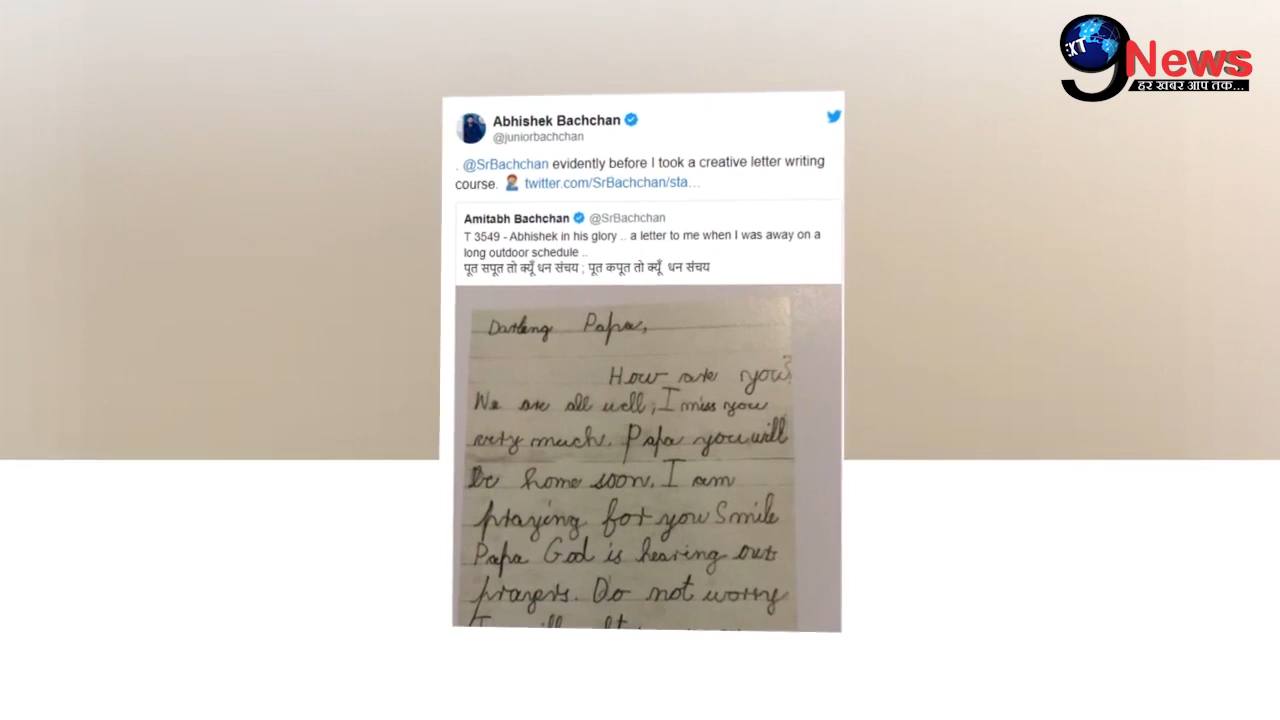 EXT
9News
हर खबर आप तक...
Abhishek Bachchan
@juniorbachchan
. @SrBachchan evidently before I took a creative letter writing
course. twitter.com/SrBachchan/sta...
Amitabh Bachchan @SrBachchan
T 3549 - Abhishek in his glory .. a letter to me when I was away on a
long outdoor schedule ..
पूत सपूत तो क्यूँ धन संचय ; पूत कपूत तो क्यूँ धन संचय
Darling Papa,
How are you?
We are all well, I miss you
very much. Papa you will
be home soon. I am
praying for you Smile
Papa God is hearing our
prayers. Do not worry